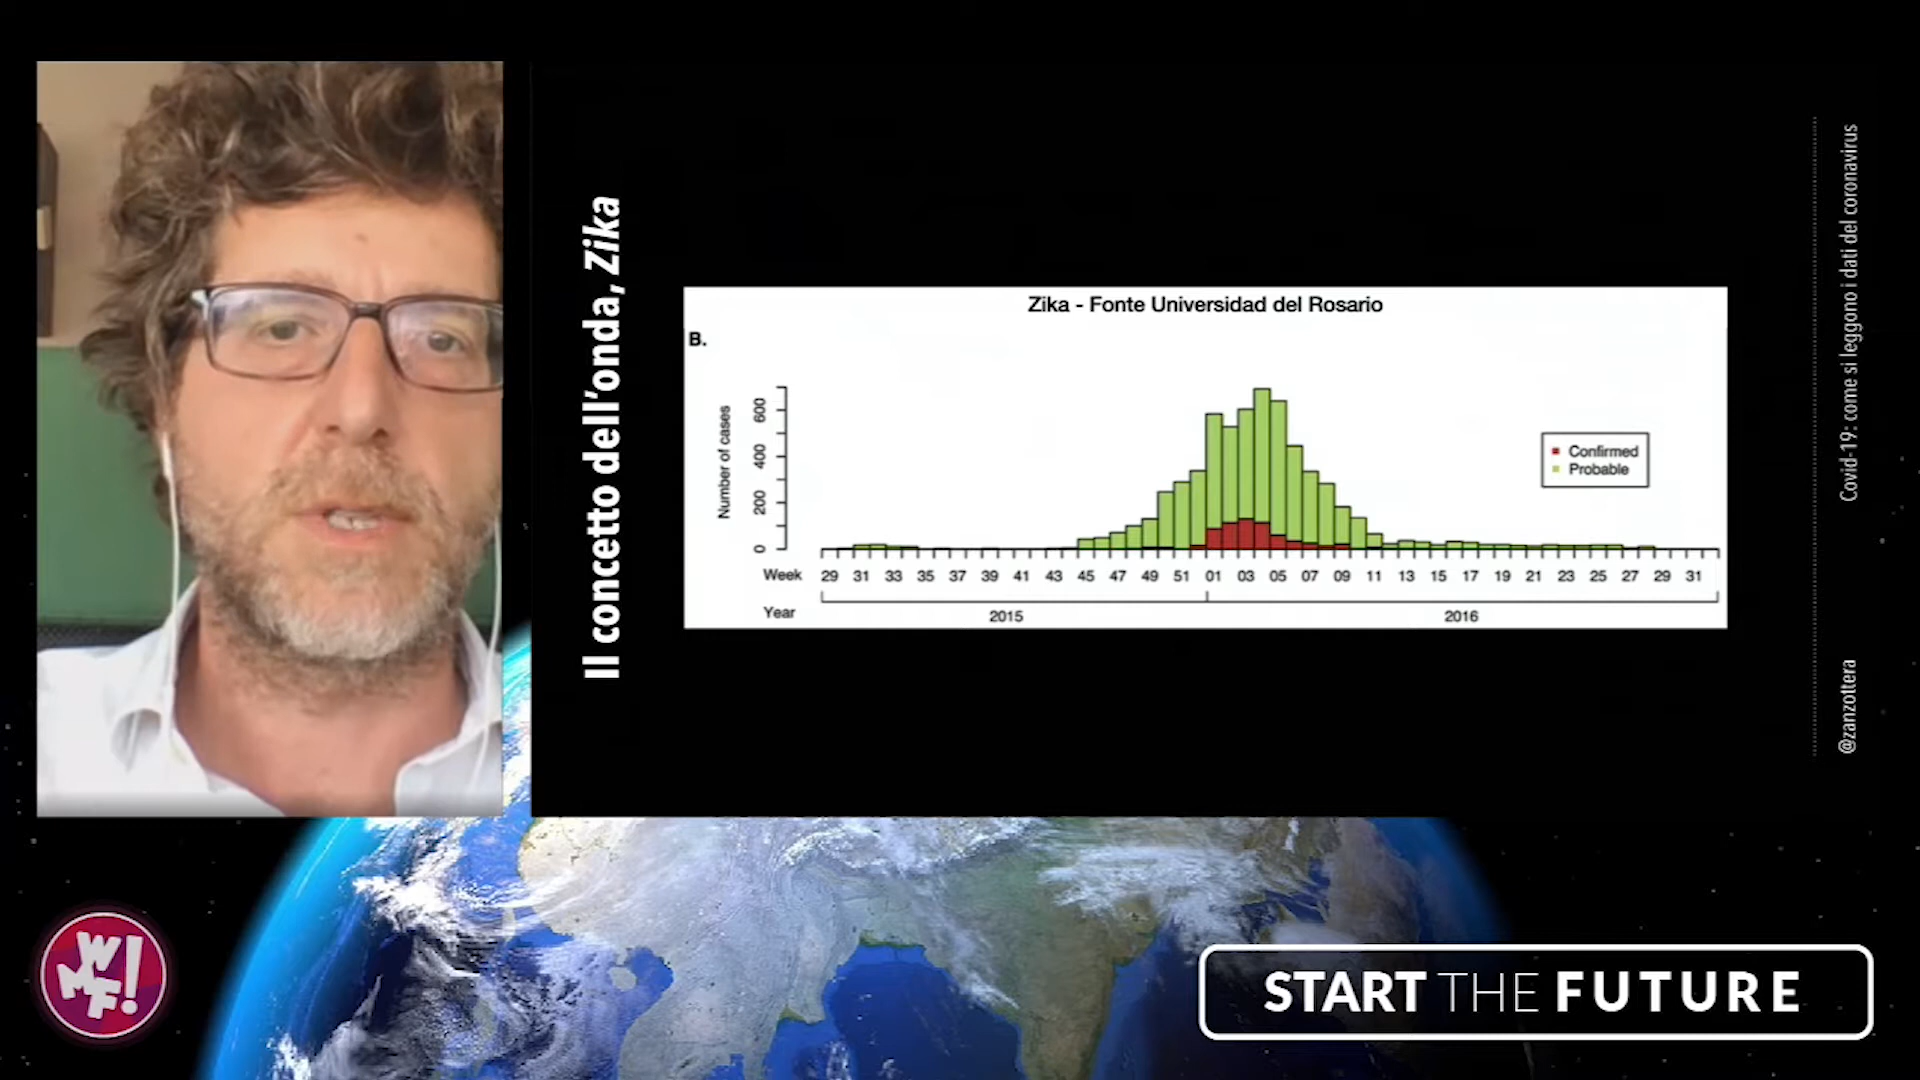 Il concetto dell'onda, Zika
Zika - Fonte Universidad del Rosario
B.
Number of cases
600
400
200
0
Confirmed
Probable
Week 29 31 33 35 37 39 41 43 45 47 49 51 01 03 05 07 09 11 13 15 17 19 21 23 25 27 29 31
Year 2015 2016
Covid-19: come si leggono i dati del coronavirus
@zanzottera
WMF!
START THE FUTURE